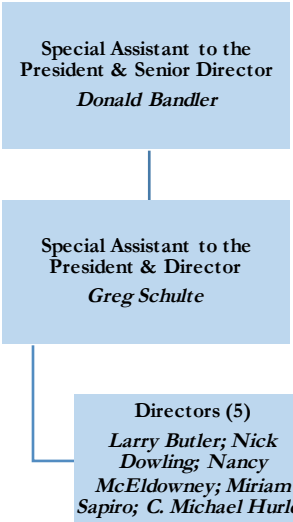 Special Assistant to the
President & Senior Director
Donald Bandler
Special Assistant to the
President & Director
Greg Schulte
Directors (5)
Larry Butler; Nick
Dowling; Nancy
McEldowney; Miriam
Sapiro; C. Michael